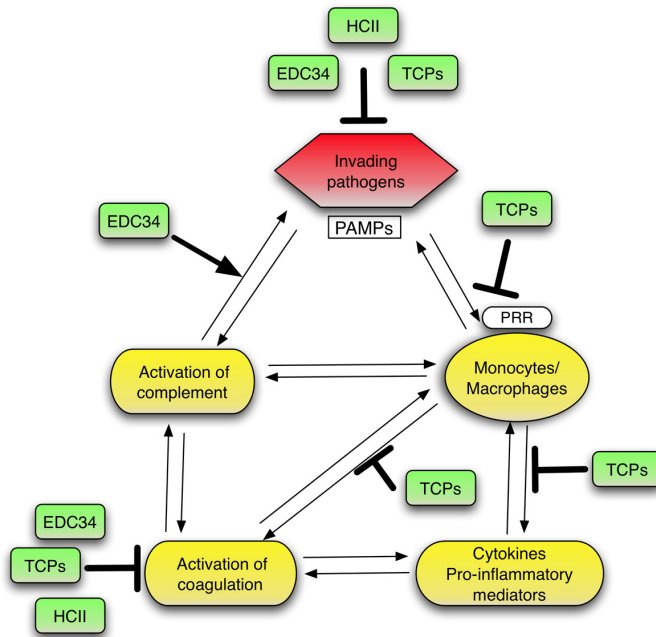 HCII
EDC34
TCPs
Invading
pathogens
PAMPs
EDC34
TCPs
PRR
Activation of
complement
Monocytes/
Macrophages
TCPs
TCPs
EDC34
TCPs
HCII
Activation of
coagulation
Cytokines
Pro-inflammatory
mediators